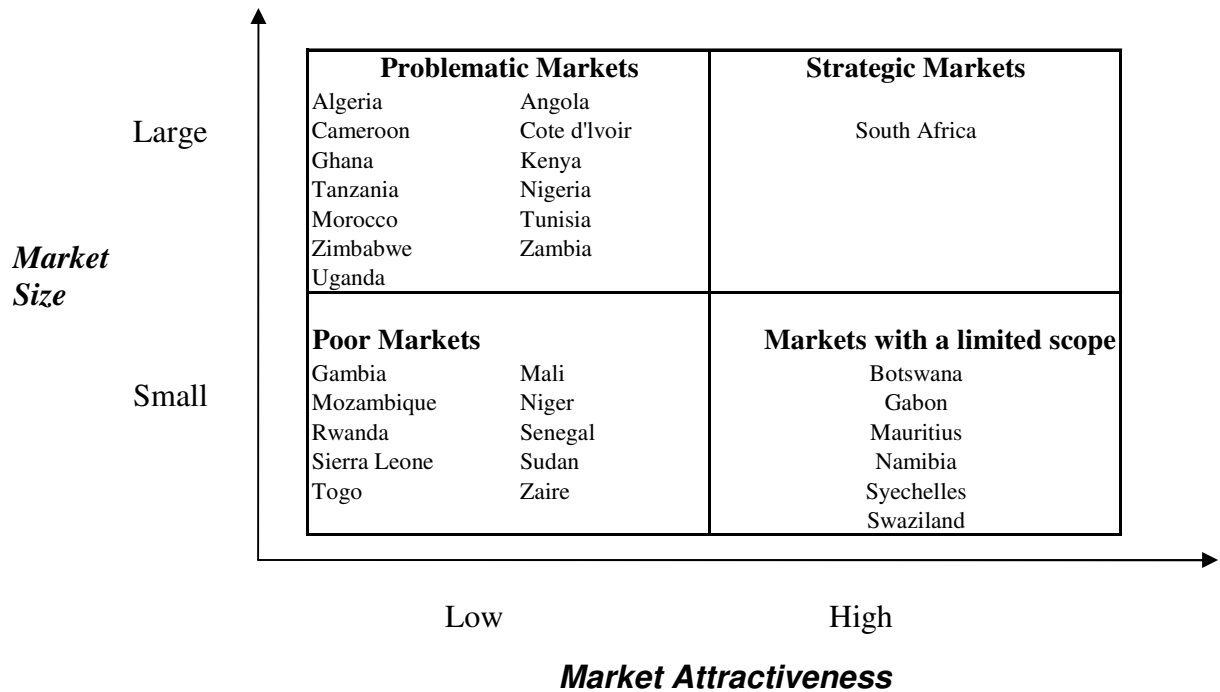 Problematic Markets Strategic Markets
Algeria Angola
Large Cameroon Cote d'Ivoir South Africa
Ghana Kenya
Tanzania Nigeria
Morocco Tunisia
Market Zimbabwe Zambia
Size Uganda
Poor Markets Markets with a limited scope
Gambia Mali Botswana
Small Mozambique Niger Gabon
Rwanda Senegal Mauritius
Sierra Leone Sudan Namibia
Togo Zaire Syechelles
Swaziland
Low High
Market Attractiveness